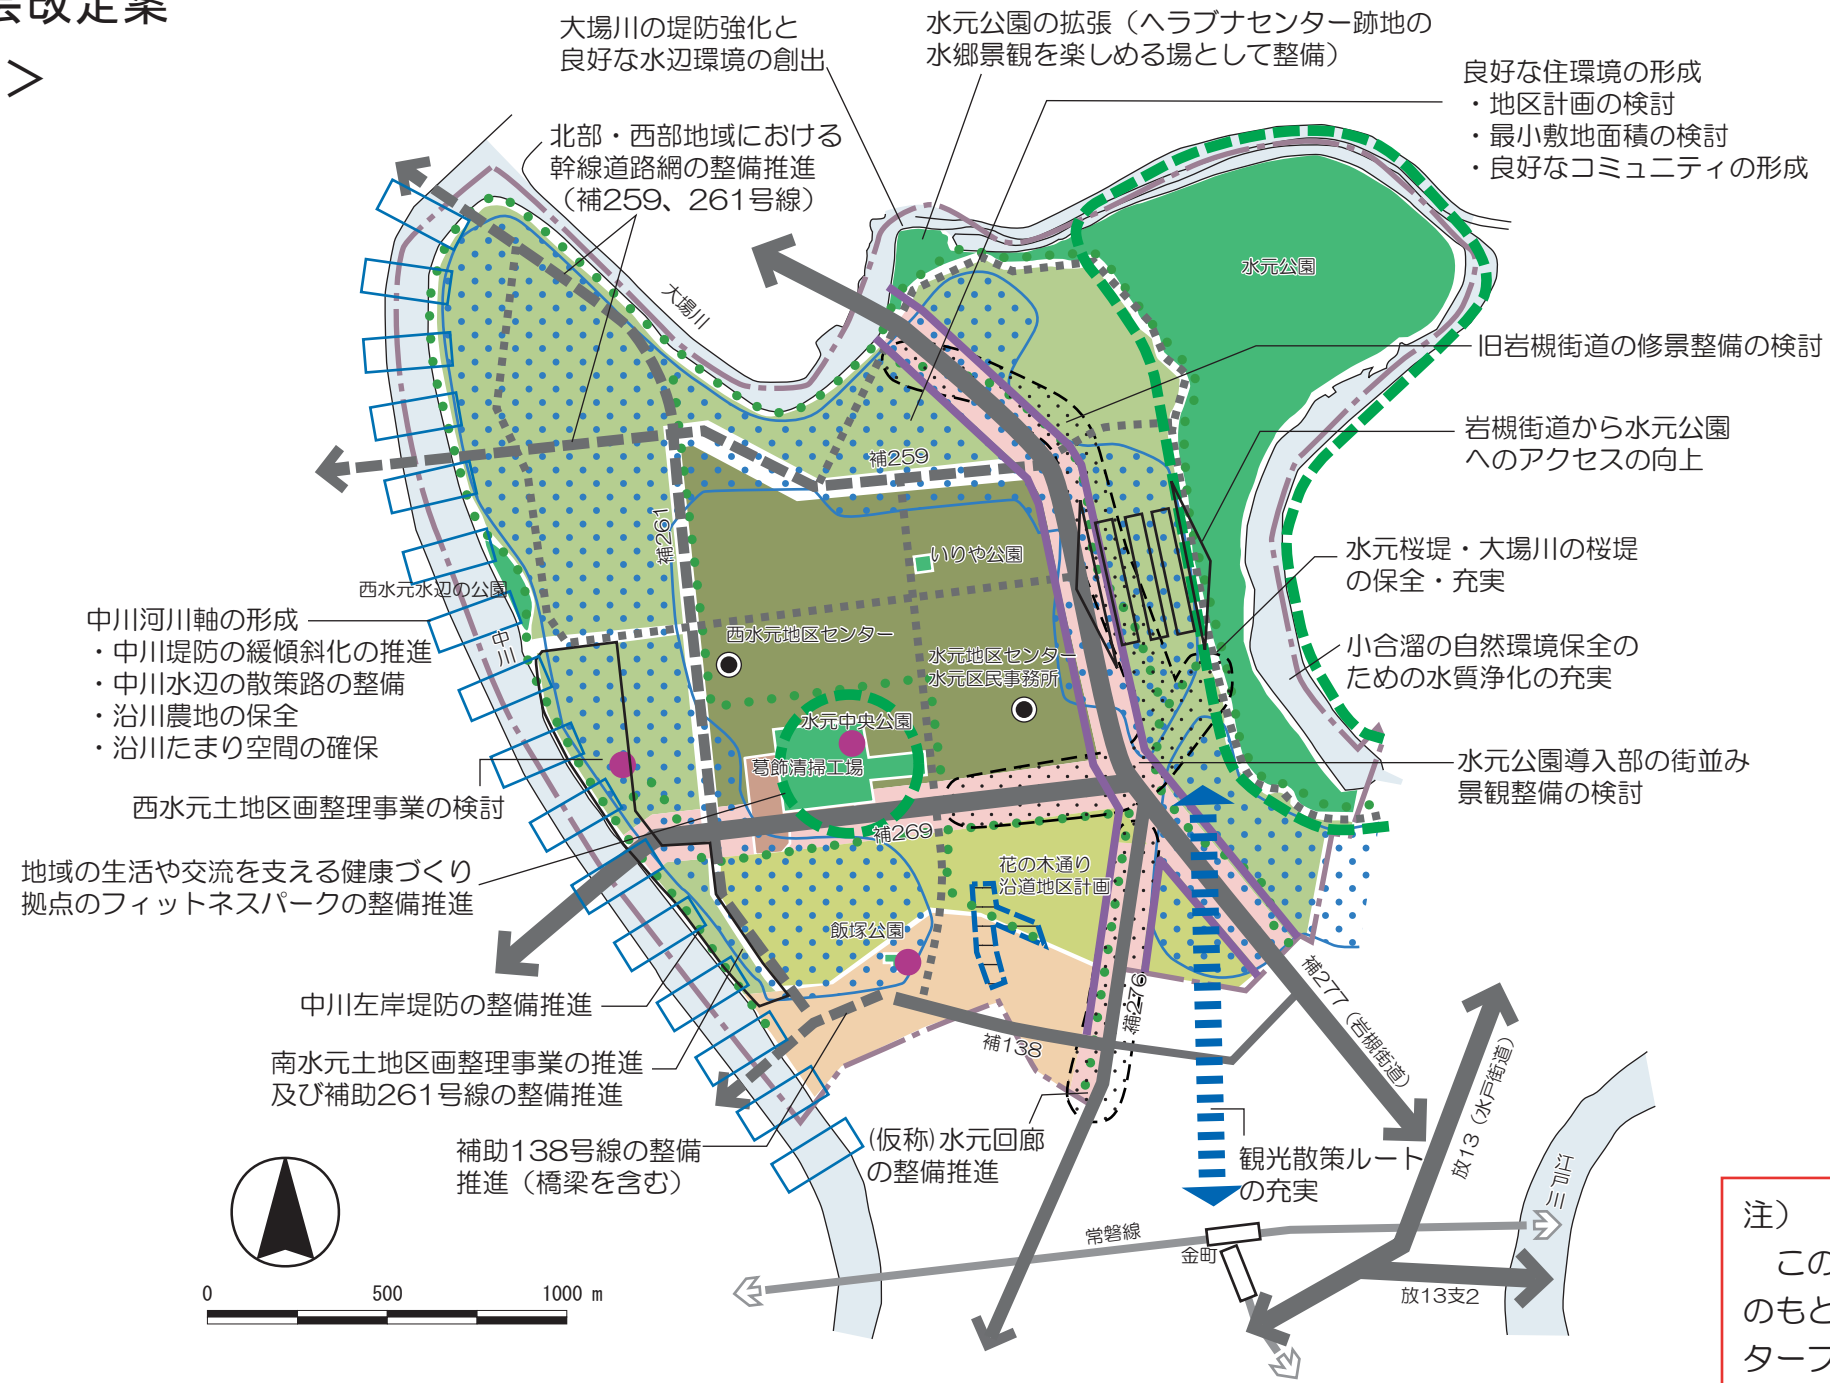 会改定案
＞
大場川の堤防強化と
良好な水辺環境の創出
水元公園の拡張（ヘラブナセンター跡地の
水郷景観を楽しめる場として整備）
良好な住環境の形成
・地区計画の検討
・最小敷地面積の検討
・良好なコミュニティの形成
北部・西部地域における
幹線道路網の整備推進
（補259、261号線）
水元公園
大場川
旧岩槻街道の修景整備の検討
岩槻街道から水元公園
へのアクセスの向上
補259
補261
いりや公園
水元桜堤・大場川の桜堤
の保全・充実
西水元水辺の公園
中川
中川河川軸の形成
・中川堤防の緩傾斜化の推進
・中川水辺の散策路の整備
・沿川農地の保全
・沿川たまり空間の確保
西水元地区センター
水元地区センター
水元区民事務所
小合溜の自然環境保全の
ための水質浄化の充実
水元中央公園
葛飾清掃工場
水元公園導入部の街並み
景観整備の検討
西水元土地区画整理事業の検討
補269
地域の生活や交流を支える健康づくり
拠点のフィットネスパークの整備推進
花の木通り
沿道地区計画
飯塚公園
中川左岸堤防の整備推進
補276
補277（岩槻街道）
補138
南水元土地区画整理事業の推進
及び補助261号線の整備推進
放13（水戸街道）
補助138号線の整備
推進（橋梁を含む）
(仮称)水元回廊
の整備推進
観光散策ルート
の充実
江戸川
常磐線
金町
放13支2
0 500 1000 m
注）
この
のもと
ターフ